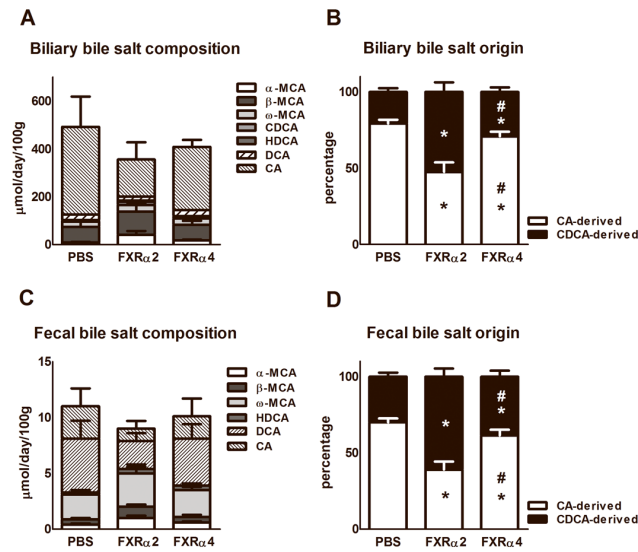 A
Biliary bile salt composition
μmol/day/100g
600
400
200
0
PBS
FXRα2
FXRα4
α-MCA
β-MCA
ω-MCA
CDCA
HDCA
DCA
CA
B
Biliary bile salt origin
percentage
100
50
0
*
*
#
*
#
*
PBS
FXRα2
FXRα4
CA-derived
CDCA-derived
C
Fecal bile salt composition
μmol/day/100g
15
10
5
0
PBS
FXRα2
FXRα4
α-MCA
β-MCA
ω-MCA
HDCA
DCA
CA
D
Fecal bile salt origin
percentage
100
50
0
*
*
#
*
#
*
PBS
FXRα2
FXRα4
CA-derived
CDCA-derived